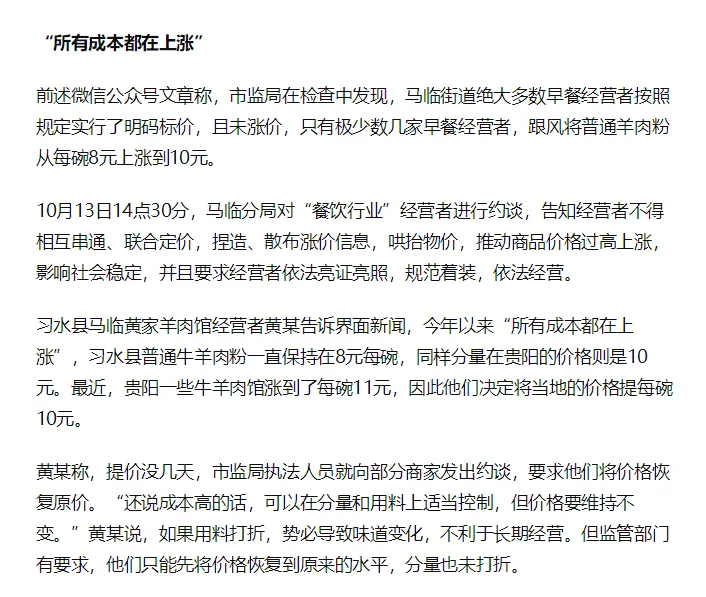 “所有成本都在上涨”
前述微信公众号文章称，市监局在检查中发现，马临街道绝大多数早餐经营者按照
规定实行了明码标价，且未涨价，只有极少数几家早餐经营者，跟风将普通羊肉粉
从每碗8元上涨到10元。
10月13日14点30分，马临分局对“餐饮行业”经营者进行约谈，告知经营者不得
相互串通、联合定价，捏造、散布涨价信息，哄抬物价，推动商品价格过高上涨，
影响社会稳定，并且要求经营者依法亮证亮照，规范着装，依法经营。
习水县马临黄家羊肉馆经营者黄某告诉界面新闻，今年以来“所有成本都在上
涨”，习水县普通牛羊肉粉一直保持在8元每碗，同样分量在贵阳的价格则是10
元。最近，贵阳一些牛羊肉馆涨到了每碗11元，因此他们决定将当地的价格提每碗
10元。
黄某称，提价没几天，市监局执法人员就向部分商家发出约谈，要求他们将价格恢
复原价。“还说成本高的话，可以在分量和用料上适当控制，但价格要维持不
变。”黄某说，如果用料打折，势必导致味道变化，不利于长期经营。但监管部门
有要求，他们只能先将价格恢复到原来的水平，分量也未打折。